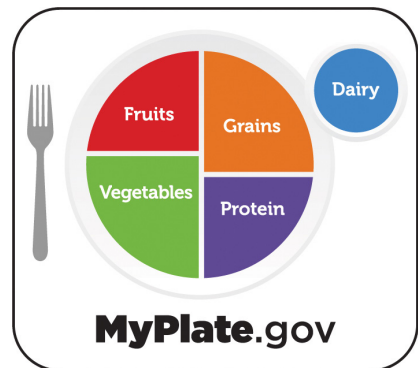 Fruits
Grains
Dairy
Vegetables
Protein
MyPlate.gov